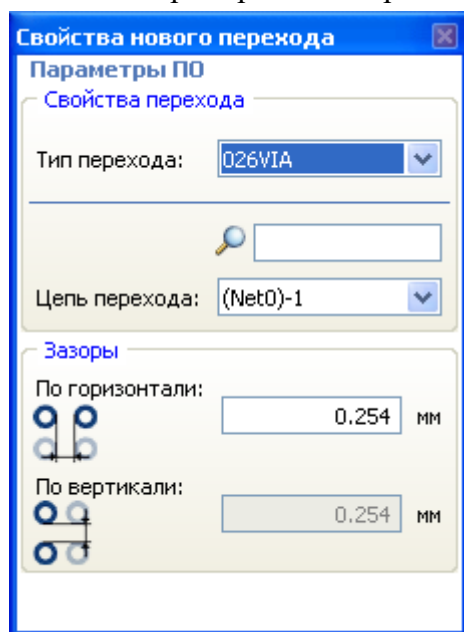 Свойства нового перехода
Параметры ПО
Свойства перехода
Тип перехода: 026VIA
Цепь перехода: (Net0)-1
Зазоры
По горизонтали:
0.254 мм
По вертикали:
0.254 мм